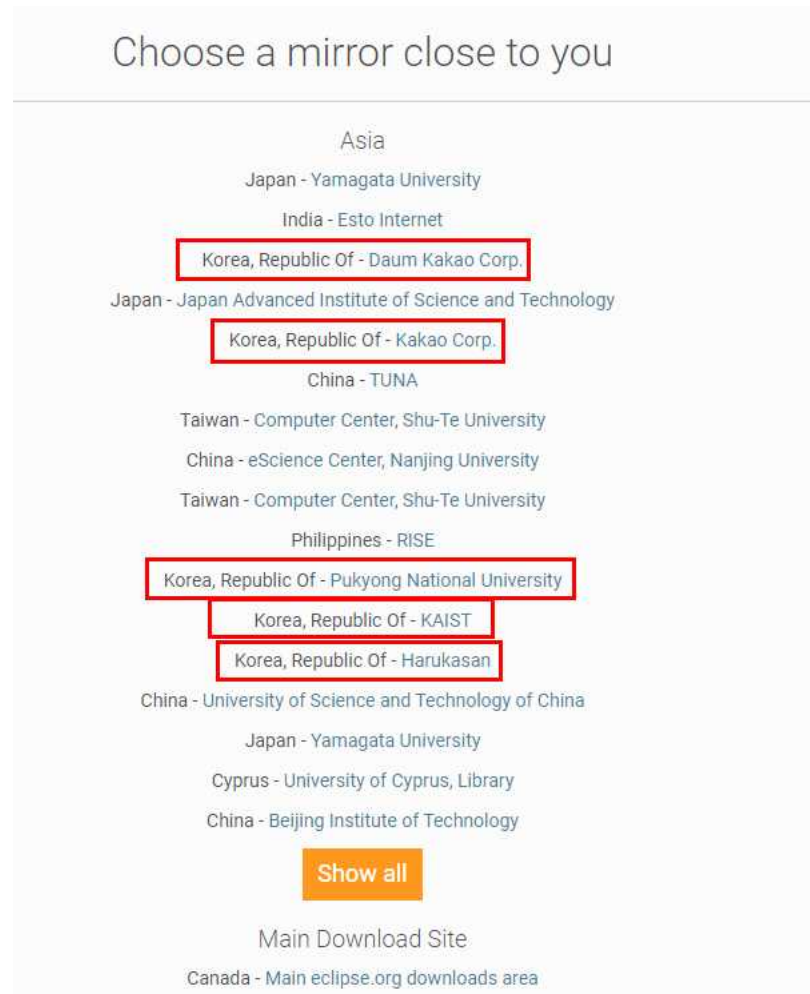 Choose a mirror close to you
Asia
Japan - Yamagata University
India - Esto Internet
Korea, Republic Of - Daum Kakao Corp.
Japan - Japan Advanced Institute of Science and Technology
Korea, Republic Of - Kakao Corp.
China - TUNA
Taiwan - Computer Center, Shu-Te University
China - eScience Center, Nanjing University
Taiwan - Computer Center, Shu-Te University
Philippines - RISE
Korea, Republic Of - Pukyong National University
Korea, Republic Of - KAIST
Korea, Republic Of - Harukasan
China - University of Science and Technology of China
Japan - Yamagata University
Cyprus - University of Cyprus, Library
China - Beijing Institute of Technology
Show all
Main Download Site
Canada - Main eclipse.org downloads area